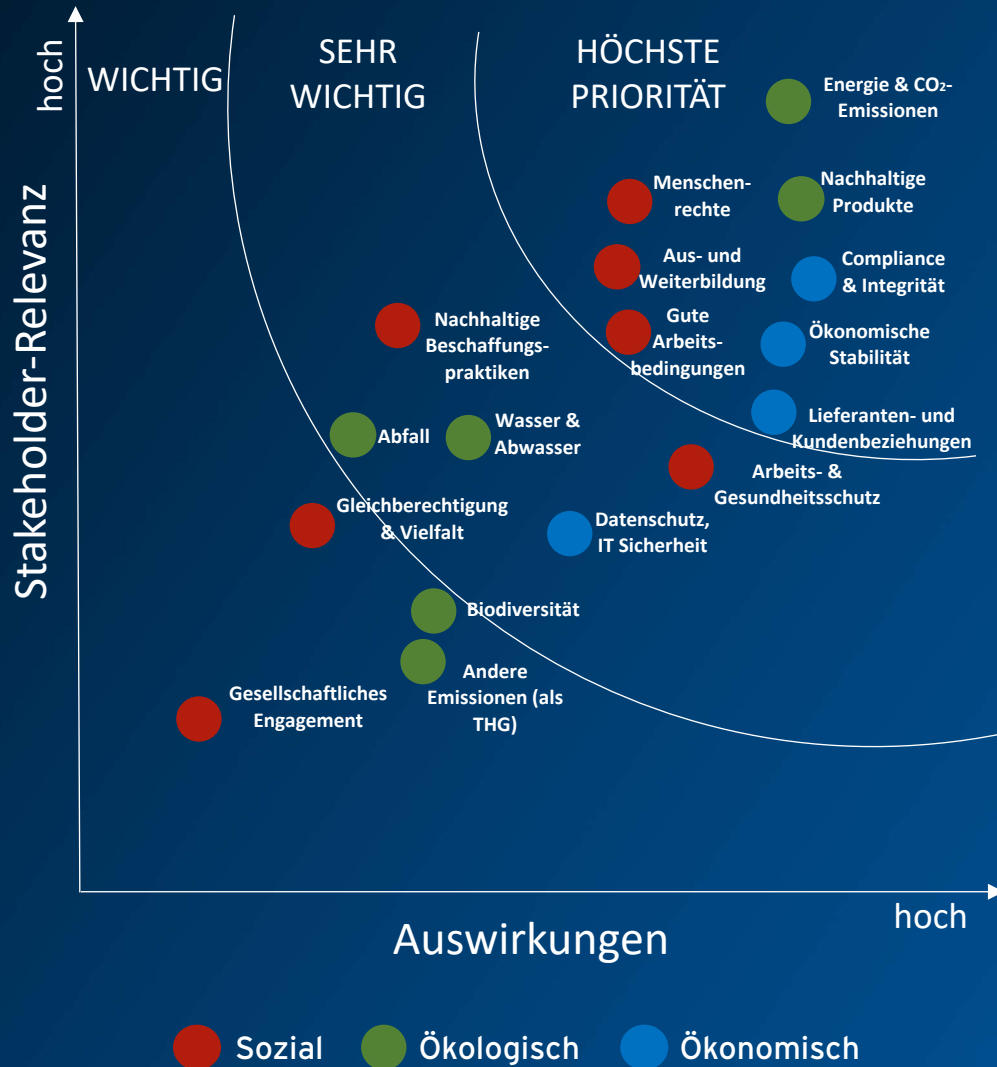 hoch
WICHTIG
SEHR
WICHTIG
HÖCHSTE
PRIORITÄT
Energie & CO₂-
Emissionen
Menschen-
rechte
Nachhaltige
Produkte
Aus- und
Weiterbildung
Compliance
& Integrität
Gute
Arbeits-
bedingungen
Ökonomische
Stabilität
Nachhaltige
Beschaffungs-
praktiken
Lieferanten- und
Kundenbeziehungen
Abfall
Wasser &
Abwasser
Arbeits- &
Gesundheitsschutz
Gleichberechtigung
& Vielfalt
Datenschutz,
IT Sicherheit
Biodiversität
Andere
Emissionen (als
THG)
Gesellschaftliches
Engagement
Stakeholder-Relevanz
hoch
Auswirkungen
Sozial
Ökologisch
Ökonomisch